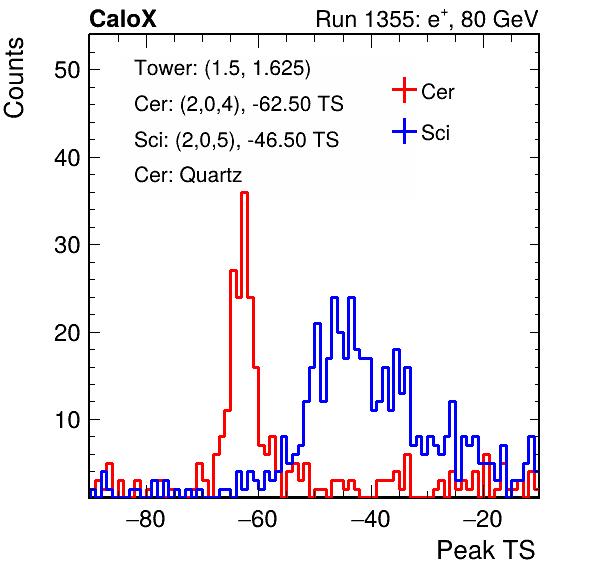 CaloX
Run 1355: e+, 80 GeV
Counts
Tower: (1.5, 1.625)
Cer: (2,0,4), -62.50 TS
Sci: (2,0,5), -46.50 TS
Cer: Quartz
Cer
Sci
50
40
30
20
10
−80 −60 −40 −20
Peak TS